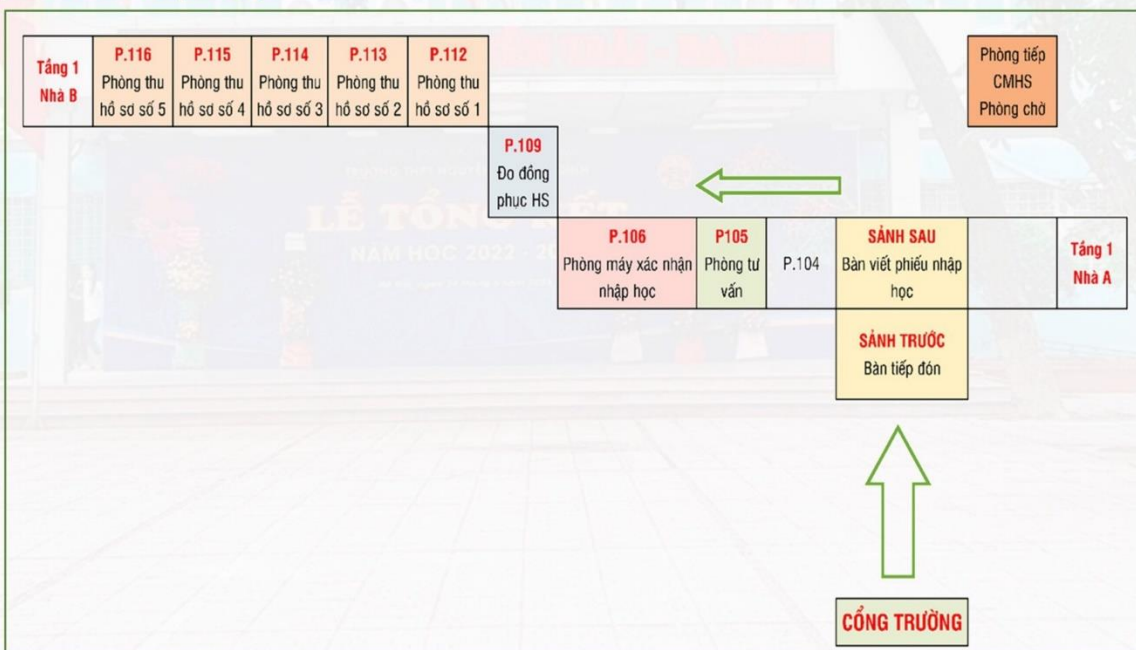 Tầng 1
Nhà B
P.116
Phòng thu
hồ sơ số 5
P.115
Phòng thu
hồ sơ số 4
P.114
Phòng thu
hồ sơ số 3
P.113
Phòng thu
hồ sơ số 2
P.112
Phòng thu
hồ sơ số 1
Phòng tiếp
CMHS
Phòng chờ
P.109
Đo đồng
phục HS
LỄ TỔNG KẾT
NĂM HỌC 2022 - 20
P.106
Phòng máy xác nhận
nhập học
P105
Phòng tư
vấn
P.104
SẢNH SAU
Bàn viết phiếu nhập
học
Tầng 1
Nhà A
SẢNH TRƯỚC
Bàn tiếp đón
CỔNG TRƯỜNG